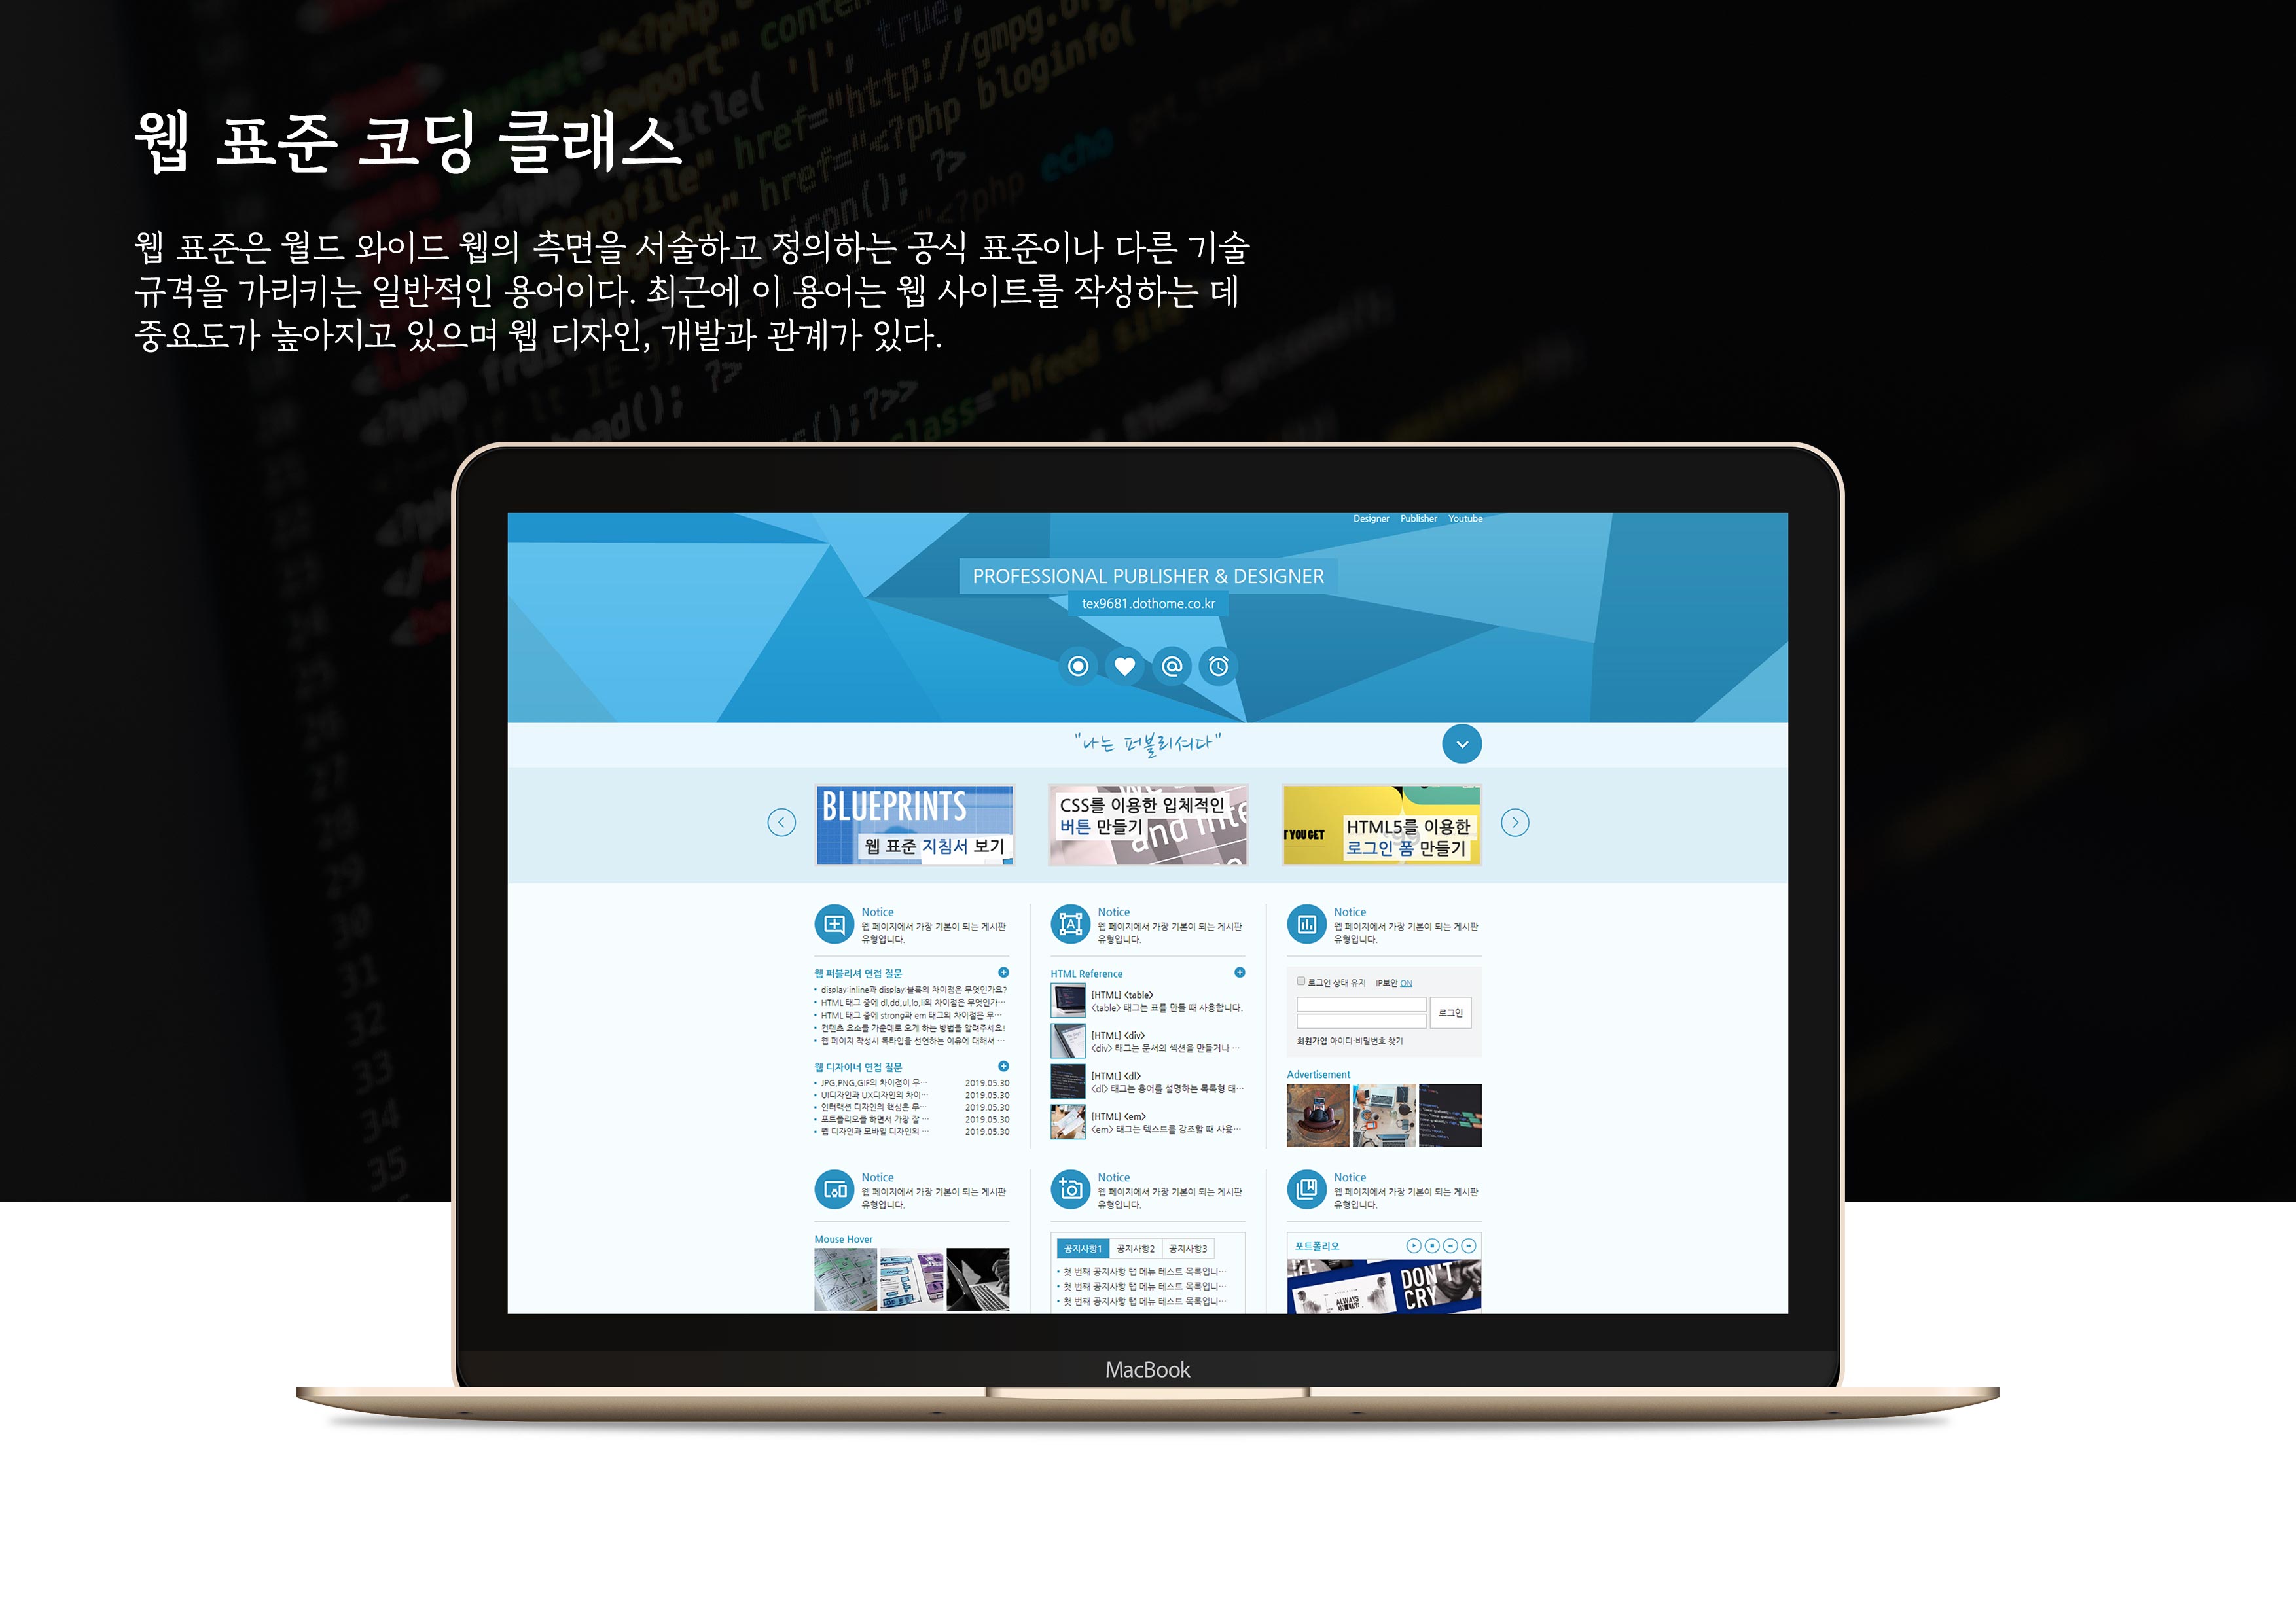 웹 표준 코딩 클래스
웹 표준은 월드 와이드 웹의 측면을 서술하고 정의하는 공식 표준이나 다른 기술
규격을 가리키는 일반적인 용어이다. 최근에 이 용어는 웹 사이트를 작성하는 데
중요도가 높아지고 있으며 웹 디자인, 개발과 관계가 있다.
Designer Publisher Youtube
PROFESSIONAL PUBLISHER & DESIGNER
tex9681.dothome.co.kr
"나는 퍼블리셔다"
BLUEPRINTS
웹 표준 지침서 보기
CSS를 이용한 입체적인
버튼 만들기
and Inte
T YOU GET
HTML5를 이용한
로그인 폼 만들기
Notice
웹 페이지에서 가장 기본이 되는 게시판
유형입니다.
웹 퍼블리셔 면접 질문
• display:inline과 display:블록의 차이점은 무엇인가요?
• HTML 태그 중에 dl,dd,ul,lo,li의 차이점은 무엇인가…
• HTML 태그 중에 strong과 em 태그의 차이점은 무…
• 컨텐츠 요소를 가운데로 오게 하는 방법을 알려주세요!
• 웹 페이지 작성시 독타입을 선언하는 이유에 대해서 …
웹 디자이너 면접 질문
• JPG,PNG,GIF의 차이점이 무… 2019.05.30
• UI디자인과 UX디자인의 차이… 2019.05.30
• 인터랙션 디자인의 핵심은 무… 2019.05.30
• 포트폴리오를 하면서 가장 잘 … 2019.05.30
• 웹 디자인과 모바일 디자인의 … 2019.05.30
Notice
웹 페이지에서 가장 기본이 되는 게시판
유형입니다.
HTML Reference
[HTML] <table>
<table> 태그는 표를 만들 때 사용합니다.
[HTML] <div>
<div> 태그는 문서의 섹션을 만들거나 …
[HTML] <dl>
<dl> 태그는 용어를 설명하는 목록형 태…
[HTML] <em>
<em> 태그는 텍스트를 강조할 때 사용…
Notice
웹 페이지에서 가장 기본이 되는 게시판
유형입니다.
로그인 상태 유지 IP보안 ON
로그인
회원가입 아이디·비밀번호 찾기
Advertisement
Notice
웹 페이지에서 가장 기본이 되는 게시판
유형입니다.
Mouse Hover
Notice
웹 페이지에서 가장 기본이 되는 게시판
유형입니다.
공지사항1 공지사항2 공지사항3
• 첫 번째 공지사항 탭 메뉴 테스트 목록입니…
• 첫 번째 공지사항 탭 메뉴 테스트 목록입니…
• 첫 번째 공지사항 탭 메뉴 테스트 목록입니…
Notice
웹 페이지에서 가장 기본이 되는 게시판
유형입니다.
포트폴리오
DON'T
CRY
ALWAYS
MacBook